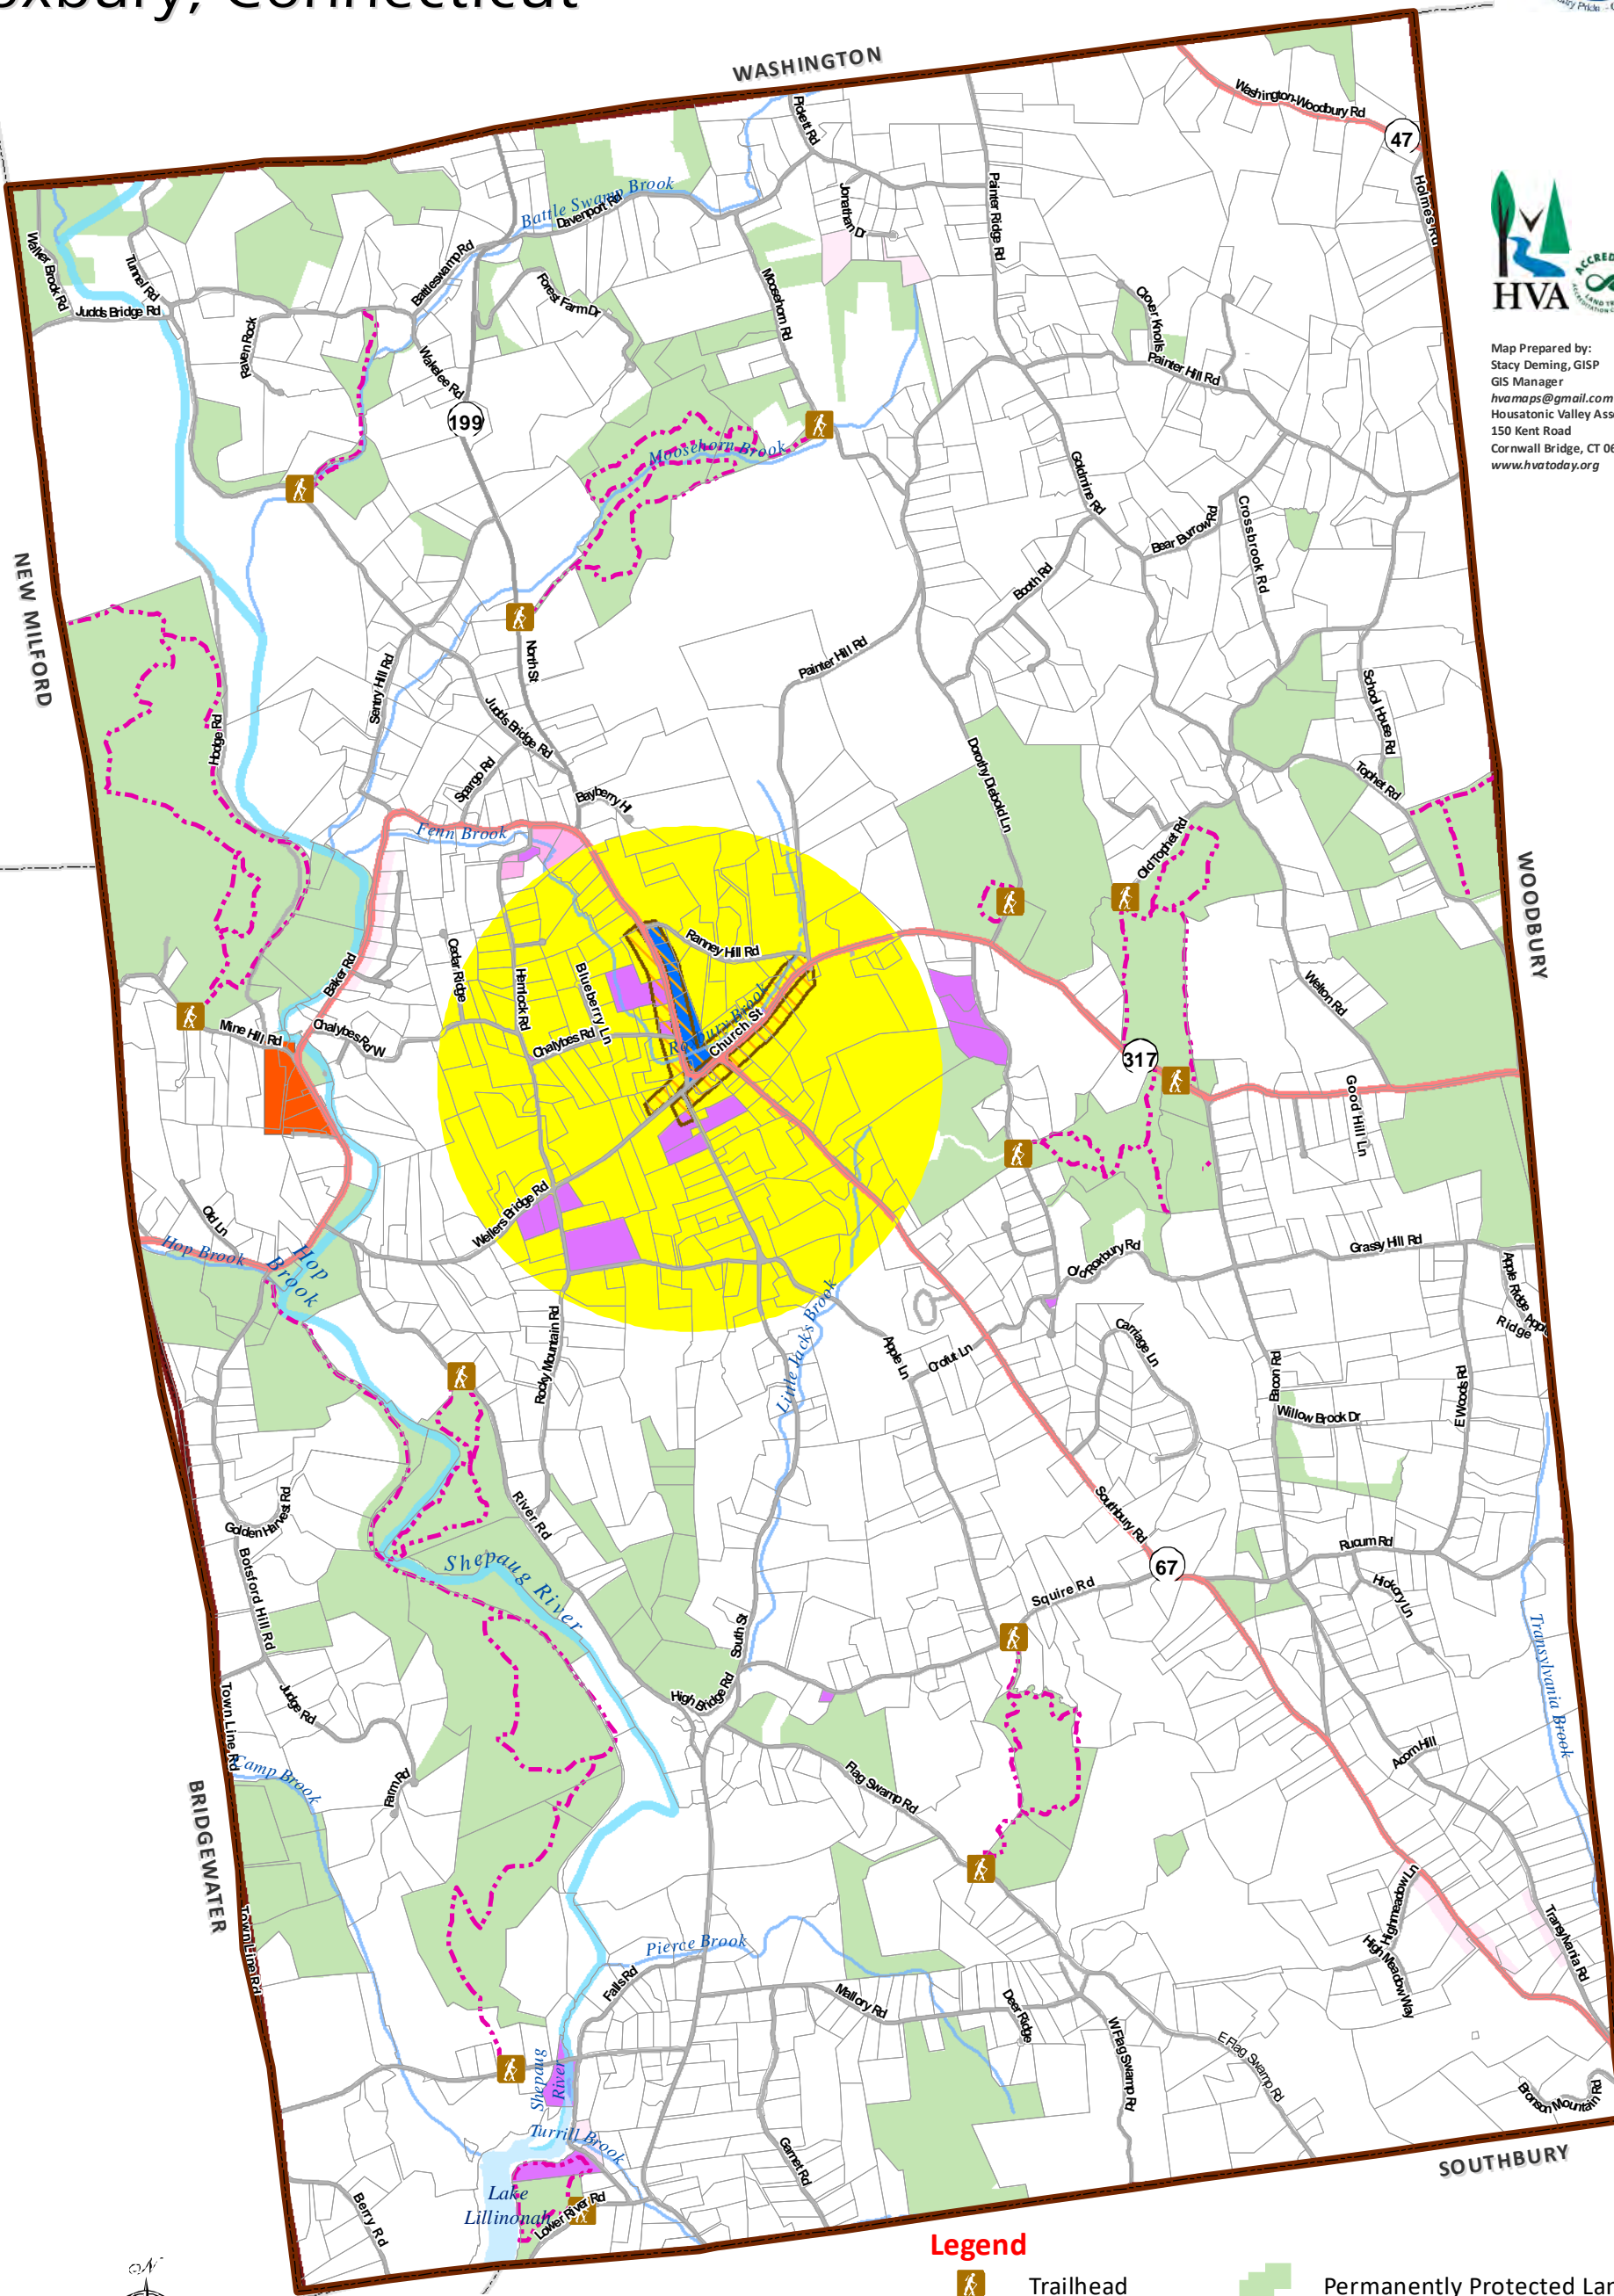 oxbury, Connecticut
WASHINGTON
Washington-Woodbury Rd
47
Holmes Rd
Pickett Rd
Painter Ridge Rd
Jonathan Dr
Battle Swamp Brook
Davenport Rd
Battleswamp Rd
Walker Brook Rd
Tunnel Rd
Judds Bridge Rd
Raven Rock
Forest Farm Dr
Moosehorn Rd
Wakelee Rd
199
Clover Knolls
Painter Hill Rd
HVA
Map Prepared by:
Stacy Deming, GISP
GIS Manager
hvamaps@gmail.com
Housatonic Valley Ass
150 Kent Road
Cornwall Bridge, CT 06
www.hvatoday.org
Moosehorn Brook
Goldmine Rd
Bear Burrow Rd
Crossbrook Rd
Booth Rd
NEW MILFORD
North St
Painter Hill Rd
Sentry Hill Rd
Hodge Rd
Judds Bridge Rd
School House Rd
Spargo Rd
Bayberry Hl
Dorothy Diebold Ln
Tophet Rd
Fenn Brook
Old Tophet Rd
WOODBURY
Ranney Hill Rd
Cedar Ridge
Hemlock Rd
Blueberry Ln
Baker Rd
Welton Rd
Mine Hill Rd
Chalybes Rd W
Chalybes Rd
Roxbury Brook
Church St
317
Good Hill Ln
Old Ln
Wellers Bridge Rd
Hop Brook
Hop
Brook
Grassy Hill Rd
Old Roxbury Rd
Apple Ridge
Ridge
Little Jacks Brook
Rocky Mountain Rd
Apple Ln
Crofut Ln
Carriage Ln
Bacon Rd
Willow Brook Dr
E Woods Rd
Golden Harvest Rd
River Rd
Southbury Rd
Botsford Hill Rd
Shepaug River
67
Rucum Rd
Squire Rd
Hickory Ln
South St
High Bridge Rd
Judge Rd
Town Line Rd
Camp Brook
Farm Rd
Flag Swamp Rd
Acorn Hill
Transylvania Brook
BRIDGEWATER
Town Line Rd
Highmeadow Ln
High Meadow Way
Transylvania Rd
Pierce Brook
Falls Rd
Mallory Rd
Deer Ridge
W Flag Swamp Rd
E Flag Swamp Rd
Shepaug
River
Bronson Mountain Rd
Turrill Brook
Garnet Rd
SOUTHBURY
Lake
Lillinonah
Lower River Rd
Berry Rd
N
Legend
Trailhead
Permanently Protected Lan